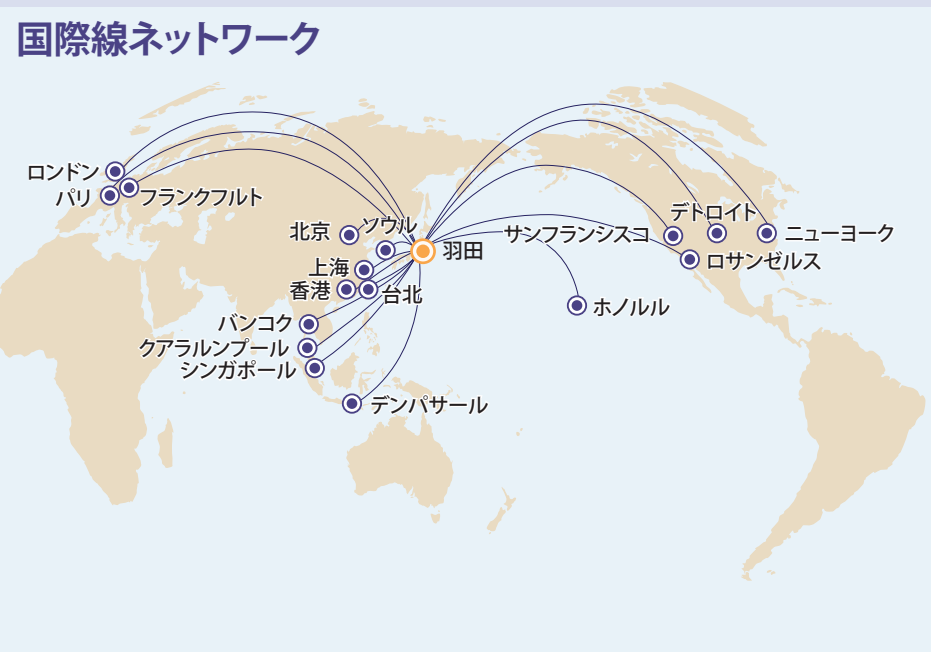 国際線ネットワーク
ロンドン
パリ
フランクフルト
北京
ソウル
羽田
上海
香港
台北
バンコク
クアラルンプール
シンガポール
デンパサール
サンフランシスコ
デトロイト
ニューヨーク
ロサンゼルス
ホノルル